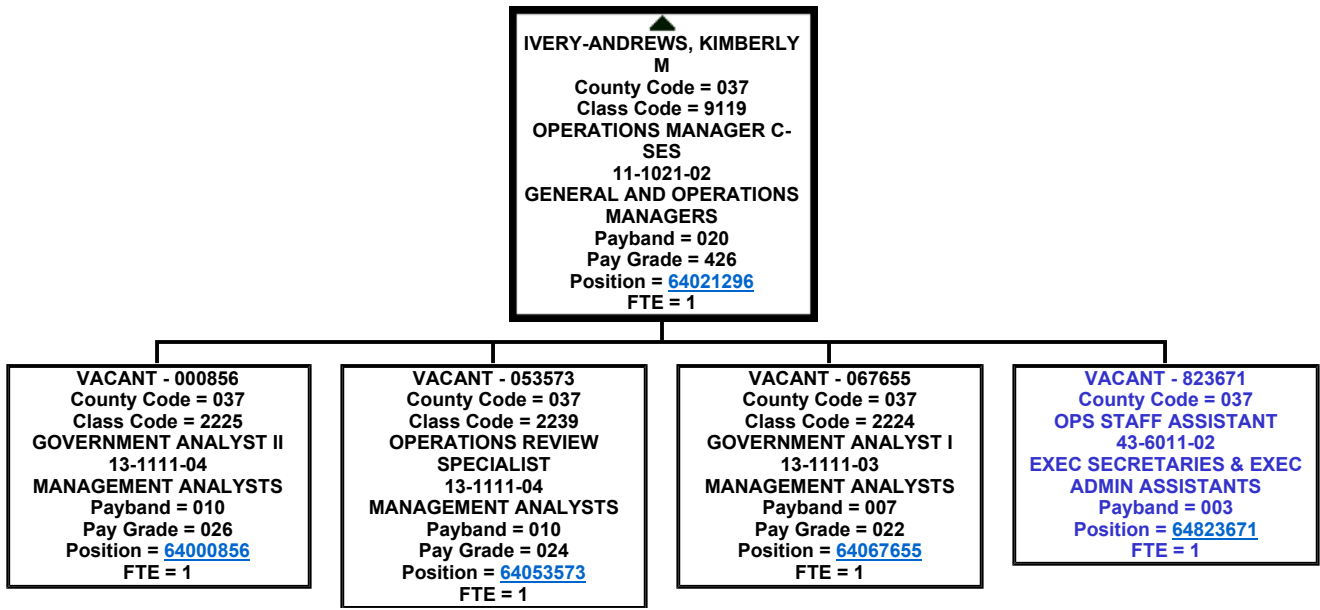 IVERY-ANDREWS, KIMBERLY
M
County Code = 037
Class Code = 9119
OPERATIONS MANAGER C-
SES
11-1021-02
GENERAL AND OPERATIONS
MANAGERS
Payband = 020
Pay Grade = 426
Position = 64021296
FTE = 1
VACANT - 000856
County Code = 037
Class Code = 2225
GOVERNMENT ANALYST II
13-1111-04
MANAGEMENT ANALYSTS
Payband = 010
Pay Grade = 026
Position = 64000856
FTE = 1
VACANT - 053573
County Code = 037
Class Code = 2239
OPERATIONS REVIEW
SPECIALIST
13-1111-04
MANAGEMENT ANALYSTS
Payband = 010
Pay Grade = 024
Position = 64053573
FTE = 1
VACANT - 067655
County Code = 037
Class Code = 2224
GOVERNMENT ANALYST I
13-1111-03
MANAGEMENT ANALYSTS
Payband = 007
Pay Grade = 022
Position = 64067655
FTE = 1
VACANT - 823671
County Code = 037
OPS STAFF ASSISTANT
43-6011-02
EXEC SECRETARIES & EXEC
ADMIN ASSISTANTS
Payband = 003
Position = 64823671
FTE = 1